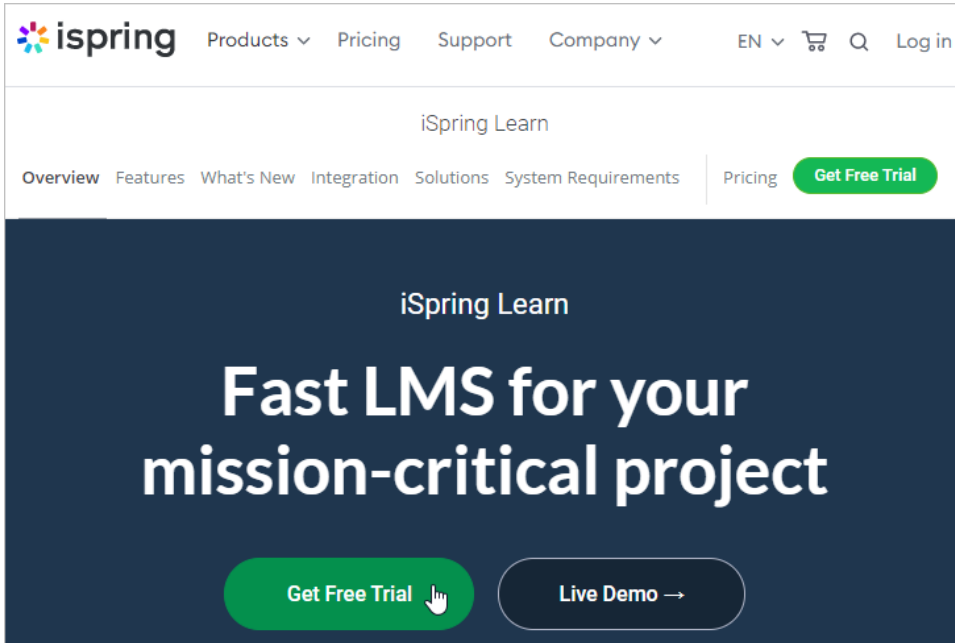 ispring Products Pricing Support Company EN Log in
iSpring Learn
Overview Features What's New Integration Solutions System Requirements Pricing Get Free Trial
iSpring Learn
Fast LMS for your
mission-critical project
Get Free Trial Live Demo →